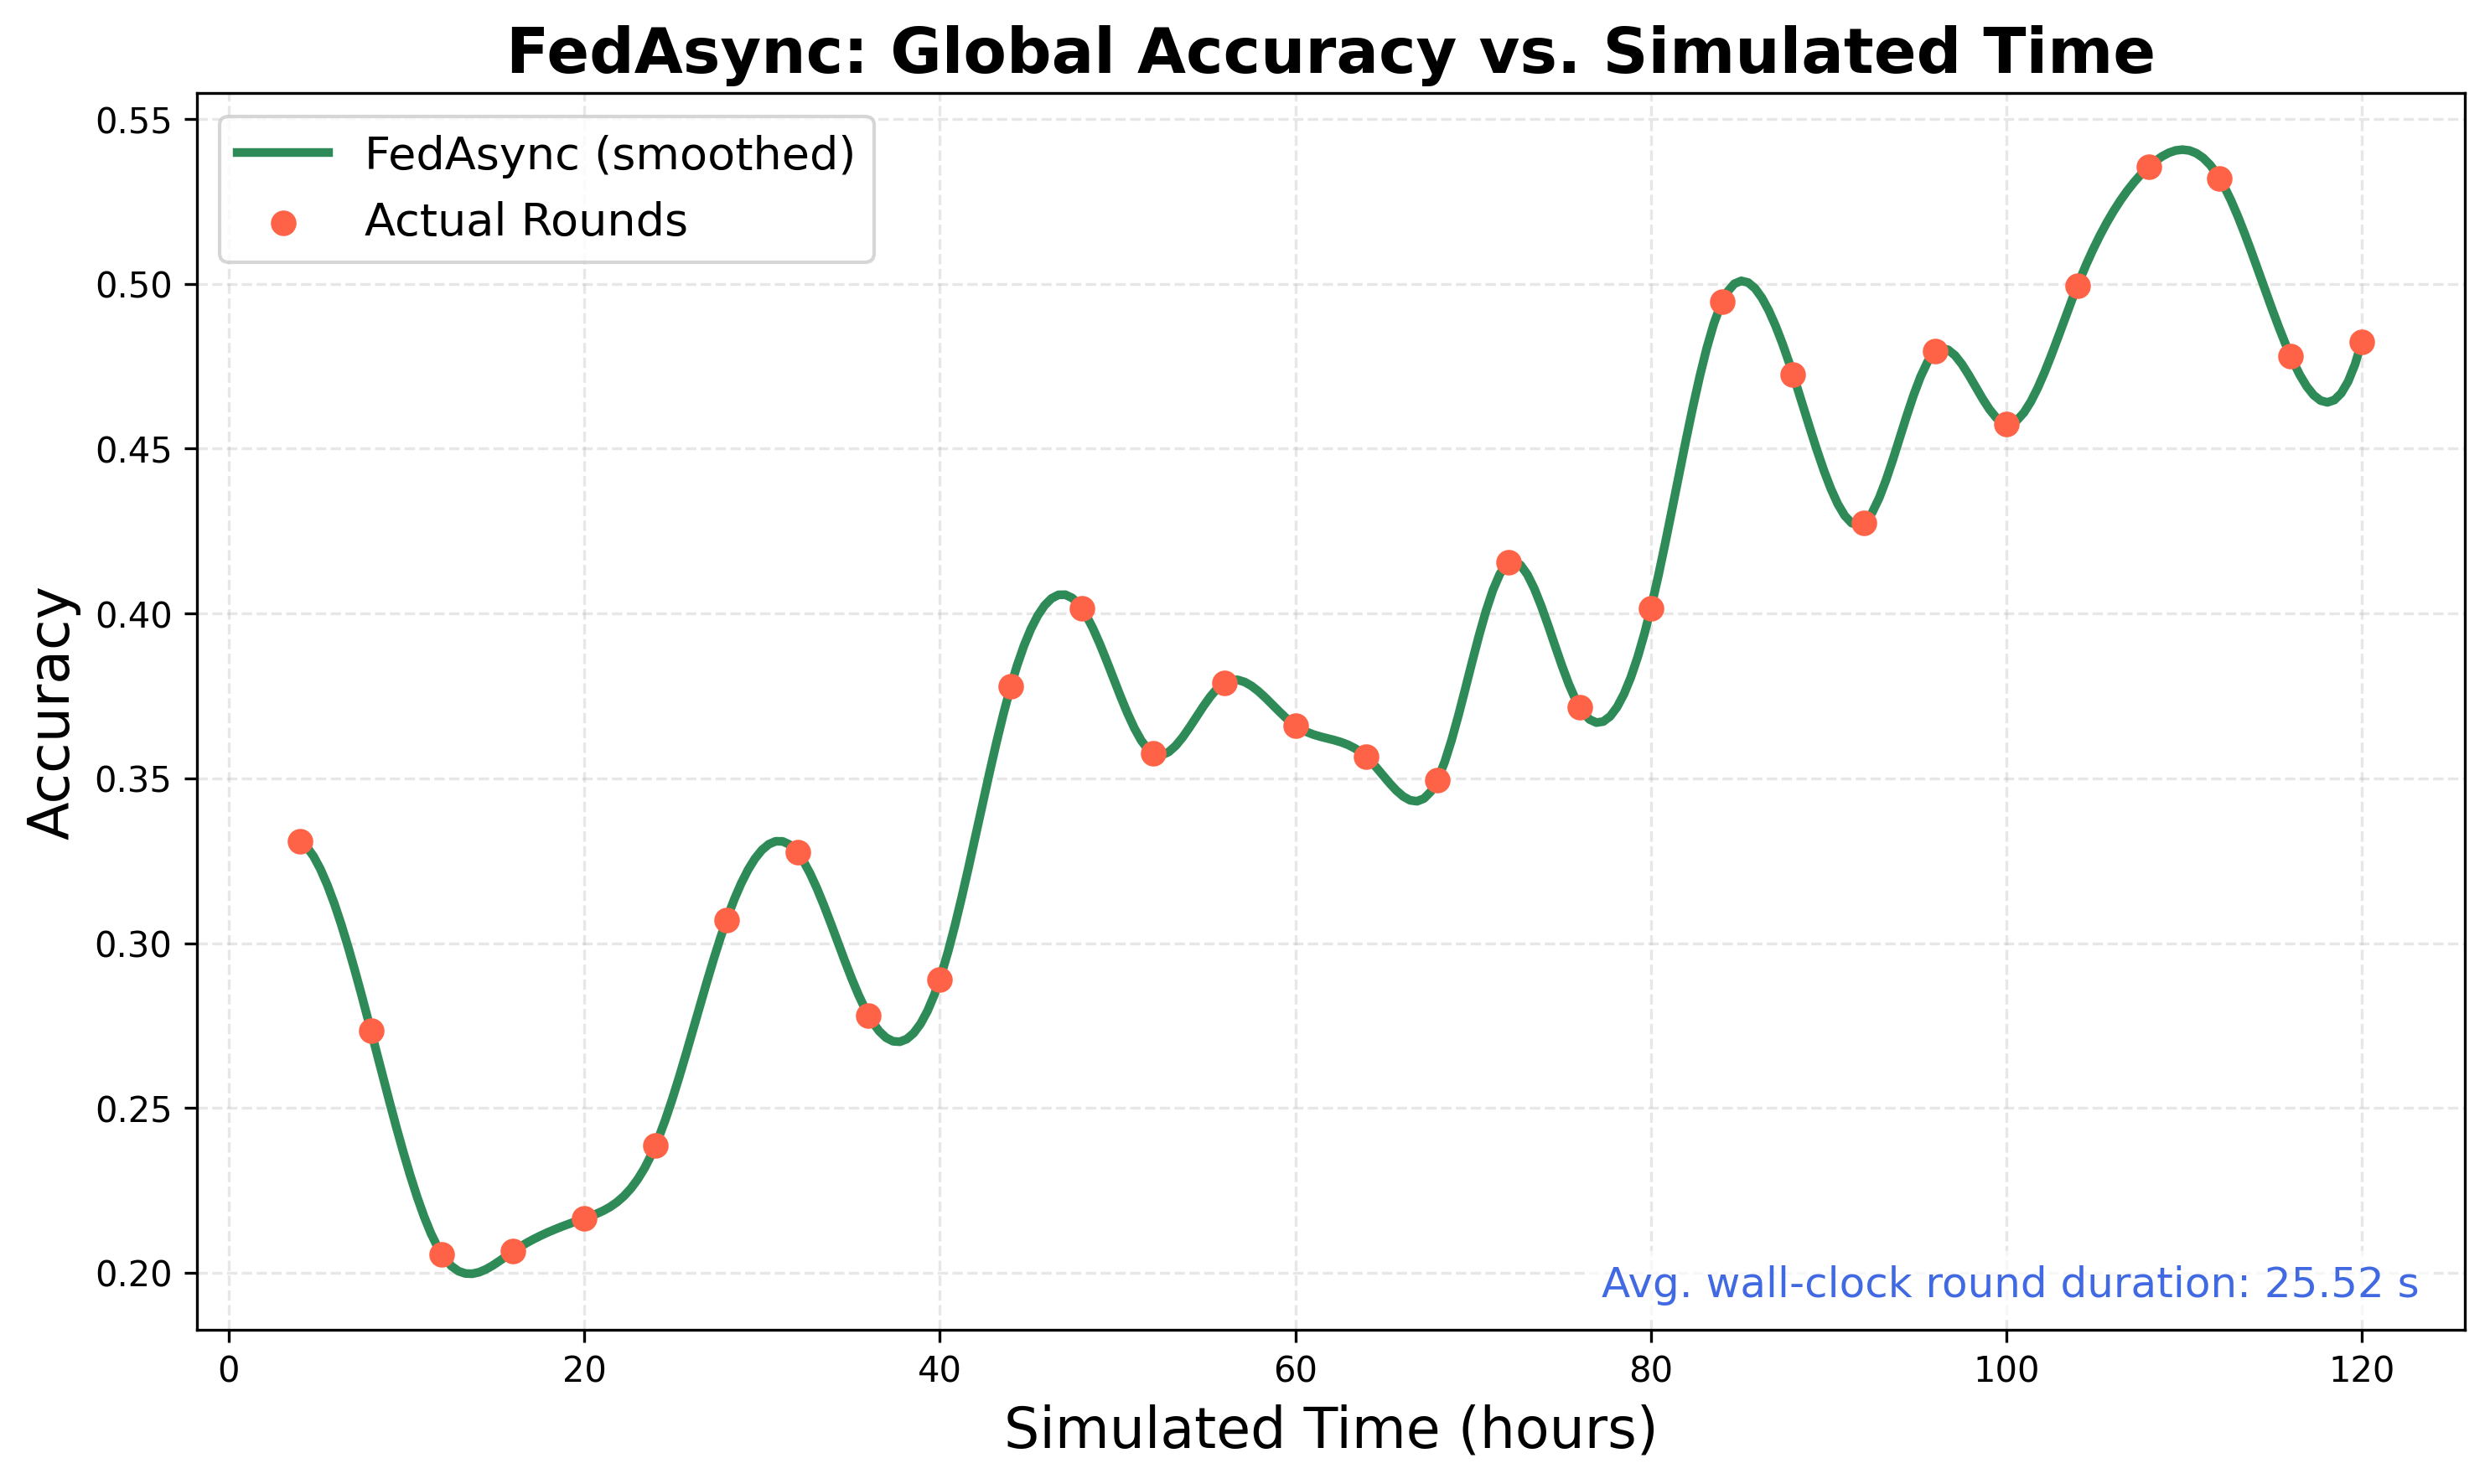 FedAsync: Global Accuracy vs. Simulated Time
FedAsync (smoothed)
Actual Rounds
Accuracy
0.55
0.50
0.45
0.40
0.35
0.30
0.25
0.20
Avg. wall-clock round duration: 25.52 s
0 20 40 60 80 100 120
Simulated Time (hours)